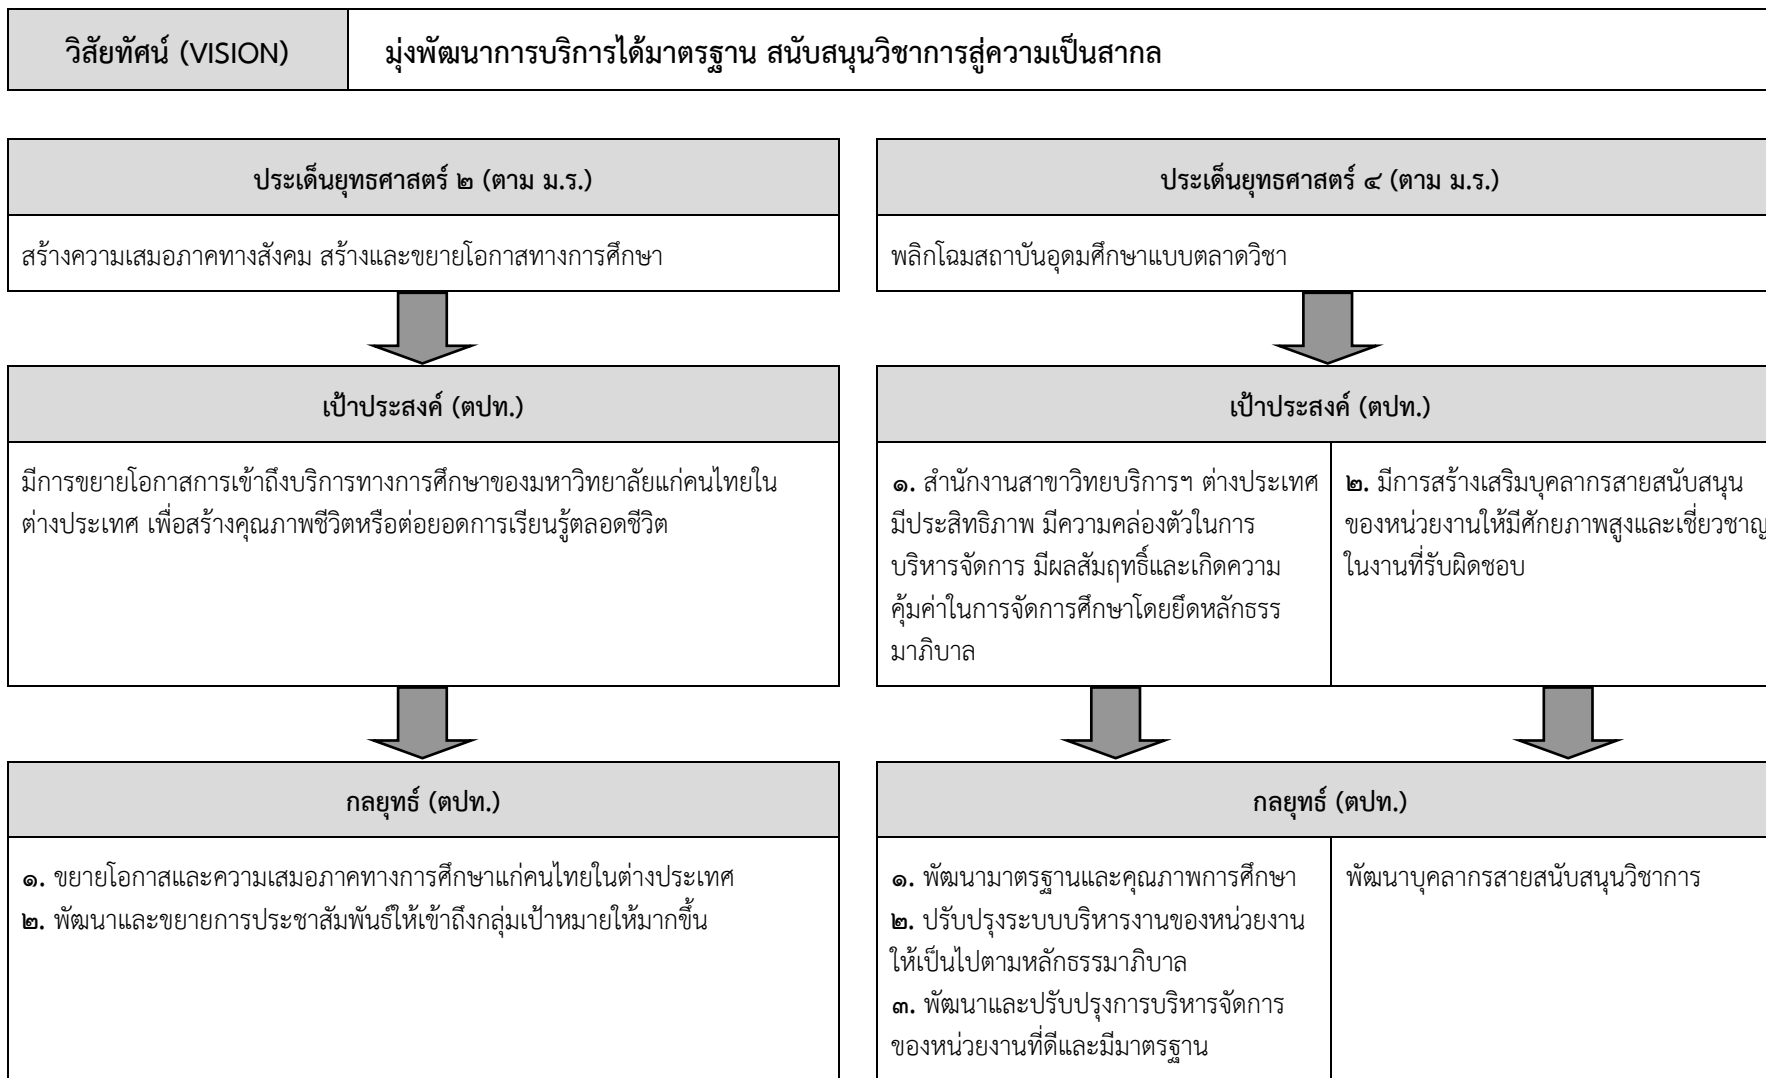 วิสัยทัศน์ (VISION)
มุ่งพัฒนาการบริการได้มาตรฐาน สนับสนุนวิชาการสู่ความเป็นสากล
ประเด็นยุทธศาสตร์ ๒ (ตาม ม.ร.)
สร้างความเสมอภาคทางสังคม สร้างและขยายโอกาสทางการศึกษา
เป้าประสงค์ (ตปท.)
มีการขยายโอกาสการเข้าถึงบริการทางการศึกษาของมหาวิทยาลัยแก่คนไทยใน
ต่างประเทศ เพื่อสร้างคุณภาพชีวิตหรือต่อยอดการเรียนรู้ตลอดชีวิต
กลยุทธ์ (ตปท.)
๑. ขยายโอกาสและความเสมอภาคทางการศึกษาแก่คนไทยในต่างประเทศ
๒. พัฒนาและขยายการประชาสัมพันธ์ให้เข้าถึงกลุ่มเป้าหมายให้มากขึ้น
ประเด็นยุทธศาสตร์ ๔ (ตาม ม.ร.)
พลิกโฉมสถาบันอุดมศึกษาแบบตลาดวิชา
เป้าประสงค์ (ตปท.)
๑. สำนักงานสาขาวิทยบริการฯ ต่างประเทศ
มีประสิทธิภาพ มีความคล่องตัวในการ
บริหารจัดการ มีผลสัมฤทธิ์และเกิดความ
คุ้มค่าในการจัดการศึกษาโดยยึดหลักธรร
มาภิบาล
๒. มีการสร้างเสริมบุคลากรสายสนับสนุน
ของหน่วยงานให้มีศักยภาพสูงและเชี่ยวชาญ
ในงานที่รับผิดชอบ
กลยุทธ์ (ตปท.)
๑. พัฒนามาตรฐานและคุณภาพการศึกษา
๒. ปรับปรุงระบบบริหารงานของหน่วยงาน
ให้เป็นไปตามหลักธรรมาภิบาล
๓. พัฒนาและปรับปรุงการบริหารจัดการ
ของหน่วยงานที่ดีและมีมาตรฐาน
พัฒนาบุคลากรสายสนับสนุนวิชาการ